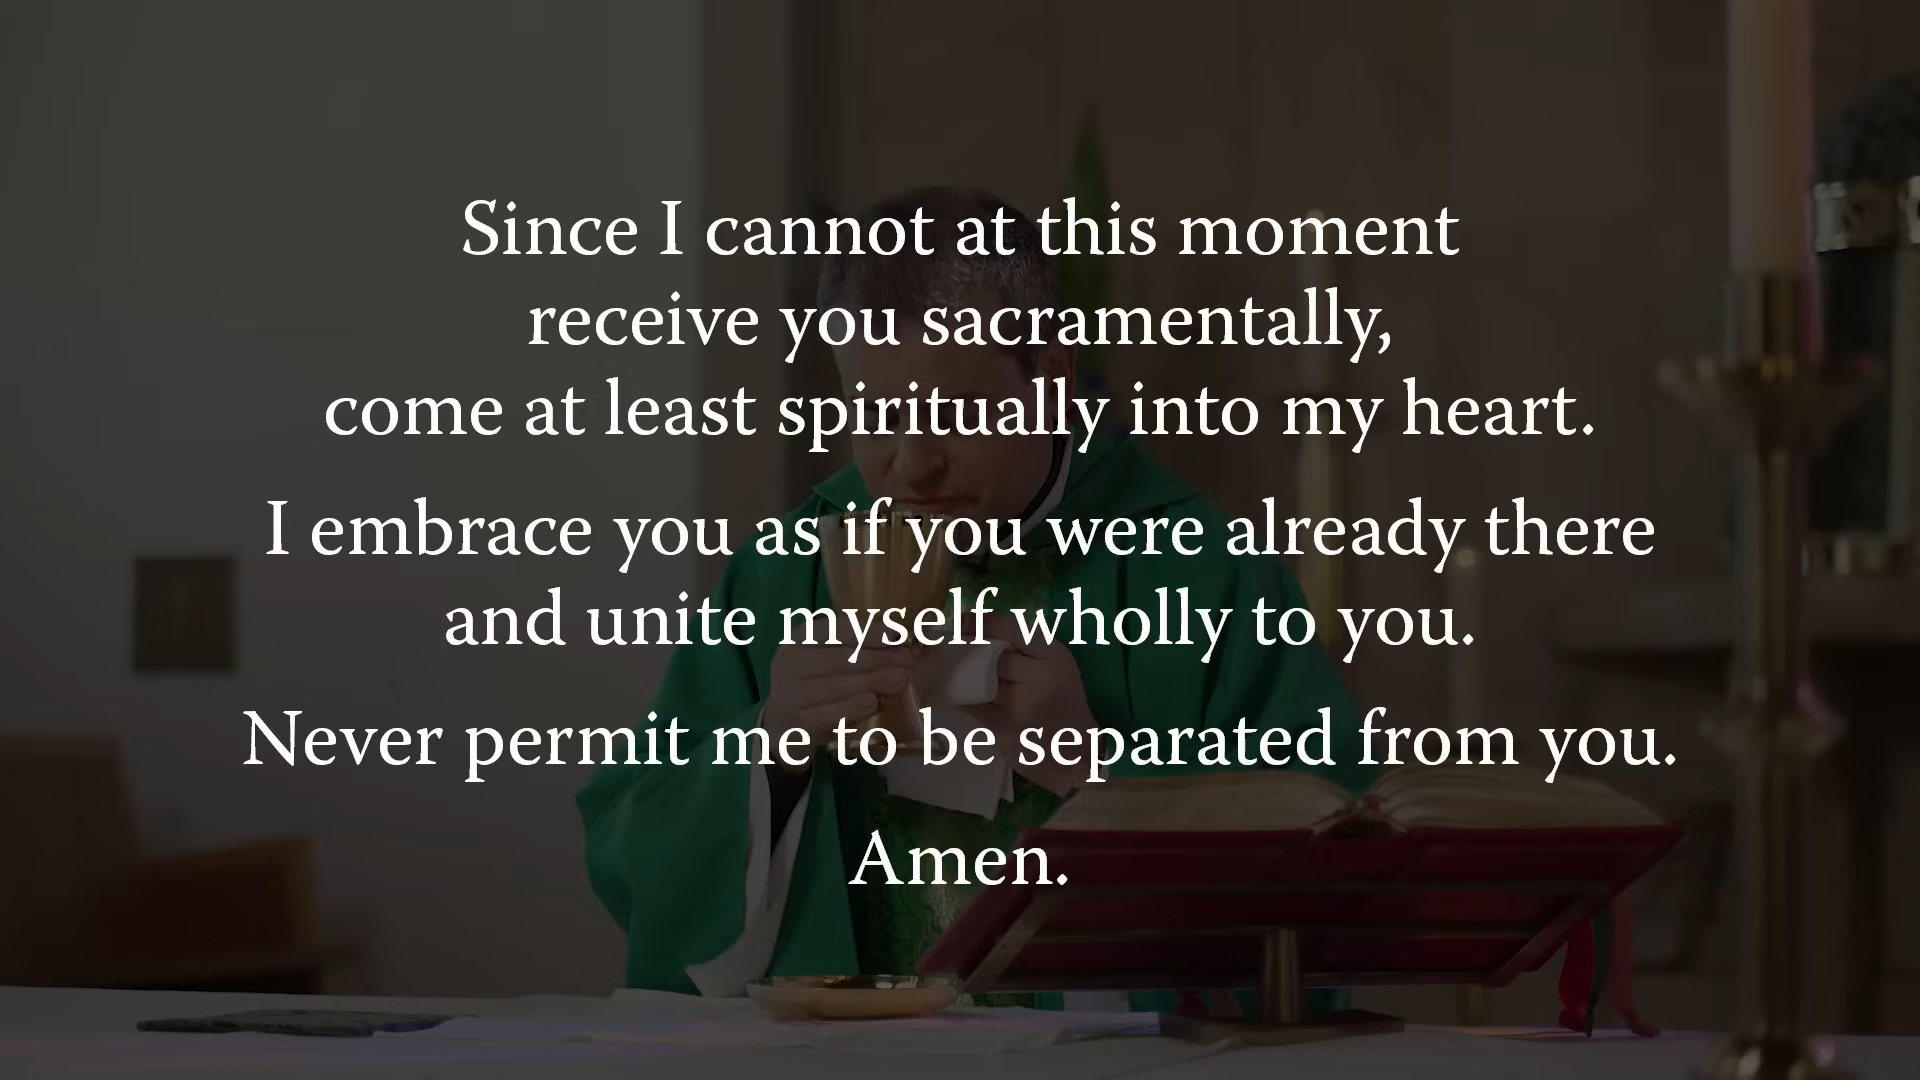 Since I cannot at this moment
receive you sacramentally,
come at least spiritually into my heart.
I embrace you as if you were already there
and unite myself wholly to you.
Never permit me to be separated from you.
Amen.